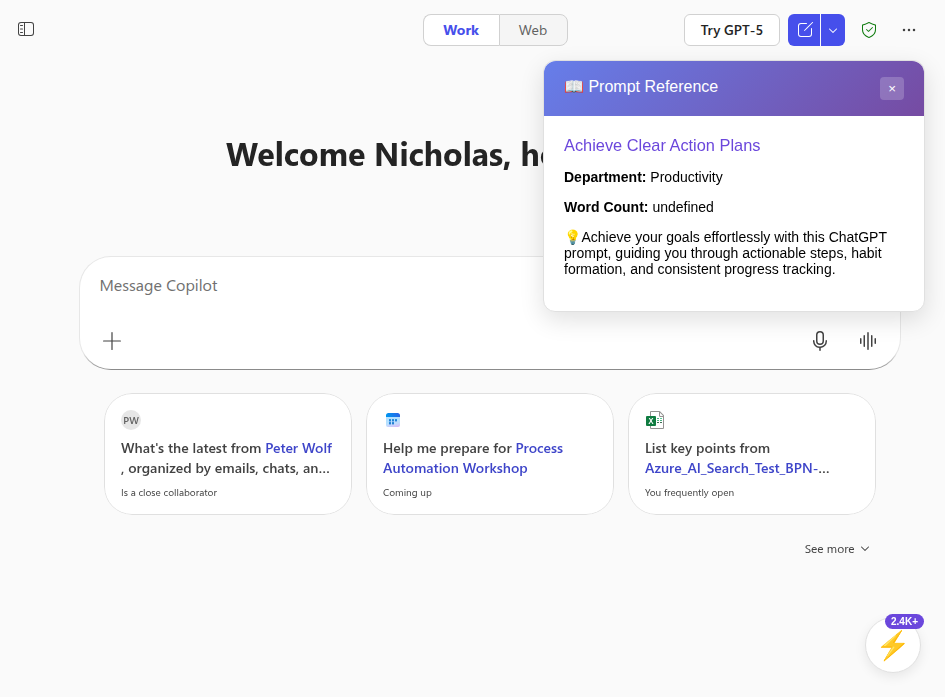 Work
Web
Try GPT-5
📖 Prompt Reference
×
Achieve Clear Action Plans
Department: Productivity
Word Count: undefined
💡Achieve your goals effortlessly with this ChatGPT
prompt, guiding you through actionable steps, habit
formation, and consistent progress tracking.
Welcome Nicholas,
Message Copilot
PW
What's the latest from Peter Wolf
, organized by emails, chats, an...
Is a close collaborator
Help me prepare for Process
Automation Workshop
Coming up
List key points from
Azure_AI_Search_Test_BPN-...
You frequently open
See more
2.4K+